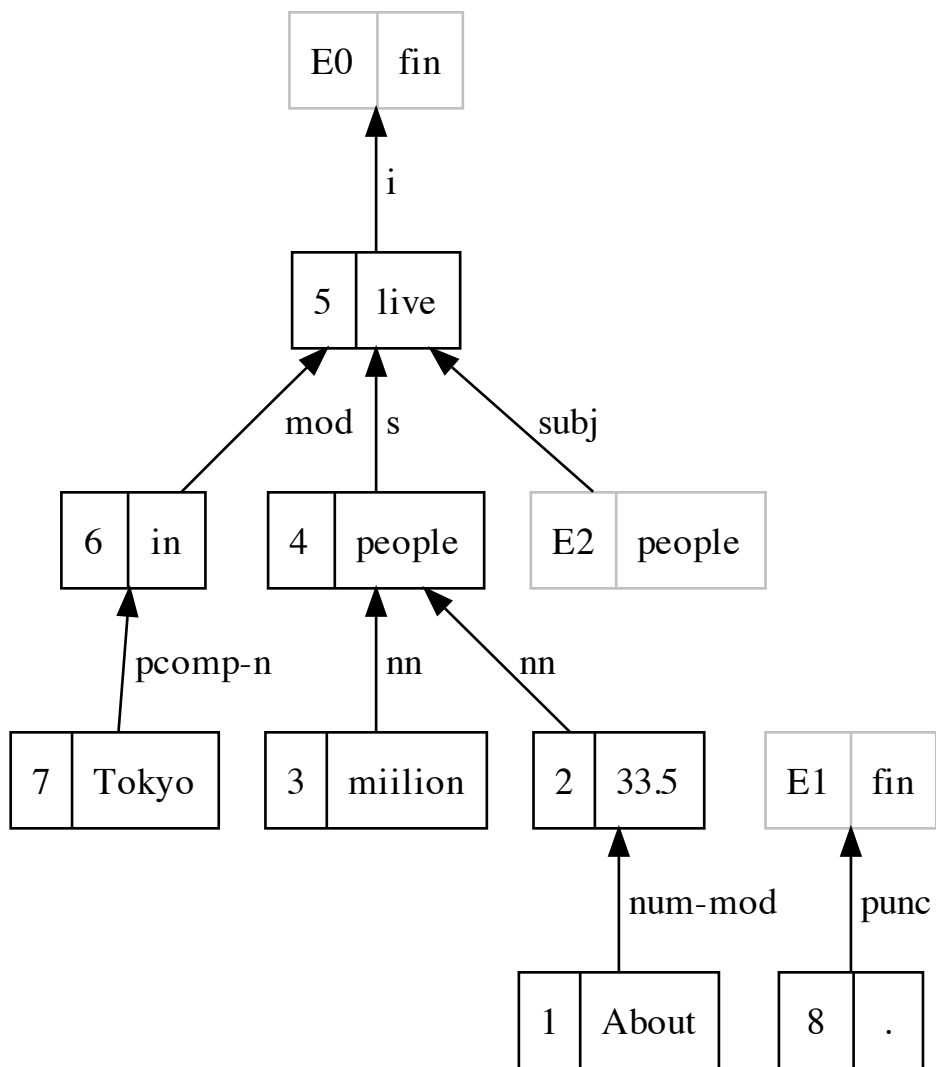 E0 fin
i
5 live
mod s subj
6 in 4 people E2 people
pcomp-n nn nn
7 Tokyo 3 miilion 2 33.5 E1 fin
num-mod punc
1 About 8 .